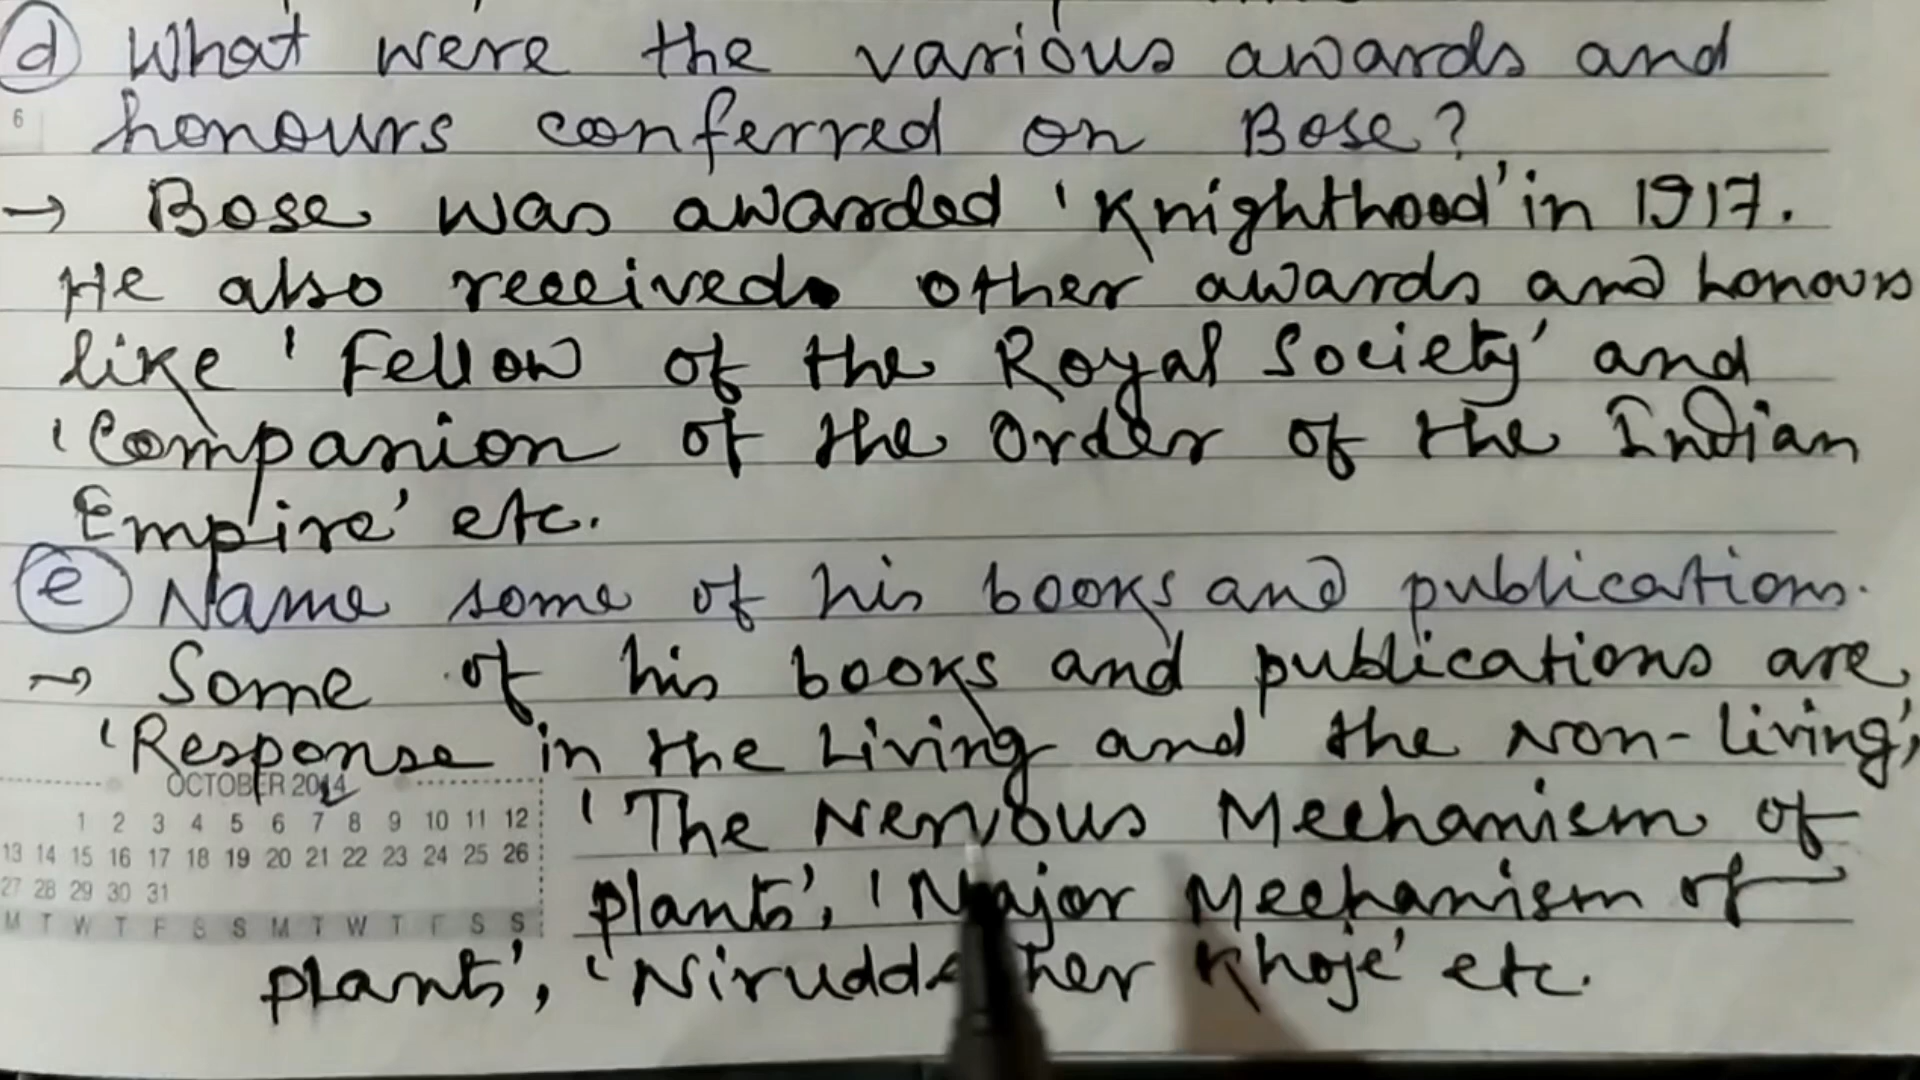 d What were the various awards and
6
honours conferred on Bose?
→ Bose was awarded 'Knighthood' in 1917.
He also received other awards and honours
like 'Fellow of the Royal Society' and
'Companion of the Order of the Indian
Empire' etc.
e Name some of his books and publications.
→ Some of his books and publications are
'Response in the Living and the Non-living',
'The Nervous Mechanism of
plants', 'Major Mechanism of
plants', ' Khoje' etc.
OCTOBER 2014
1 2 3 4 5 6 7 8 9 10 11 12
13 14 15 16 17 18 19 20 21 22 23 24 25 26
27 28 29 30 31
M T W T F S S M T W T F S S